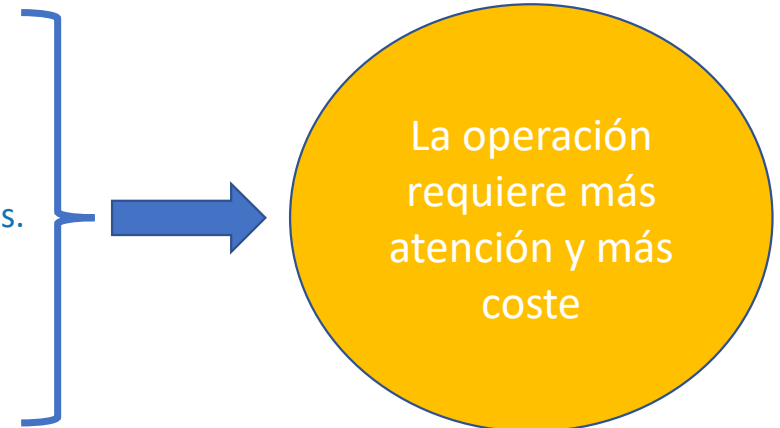 La operación
requiere más
s.
atención y más
coste